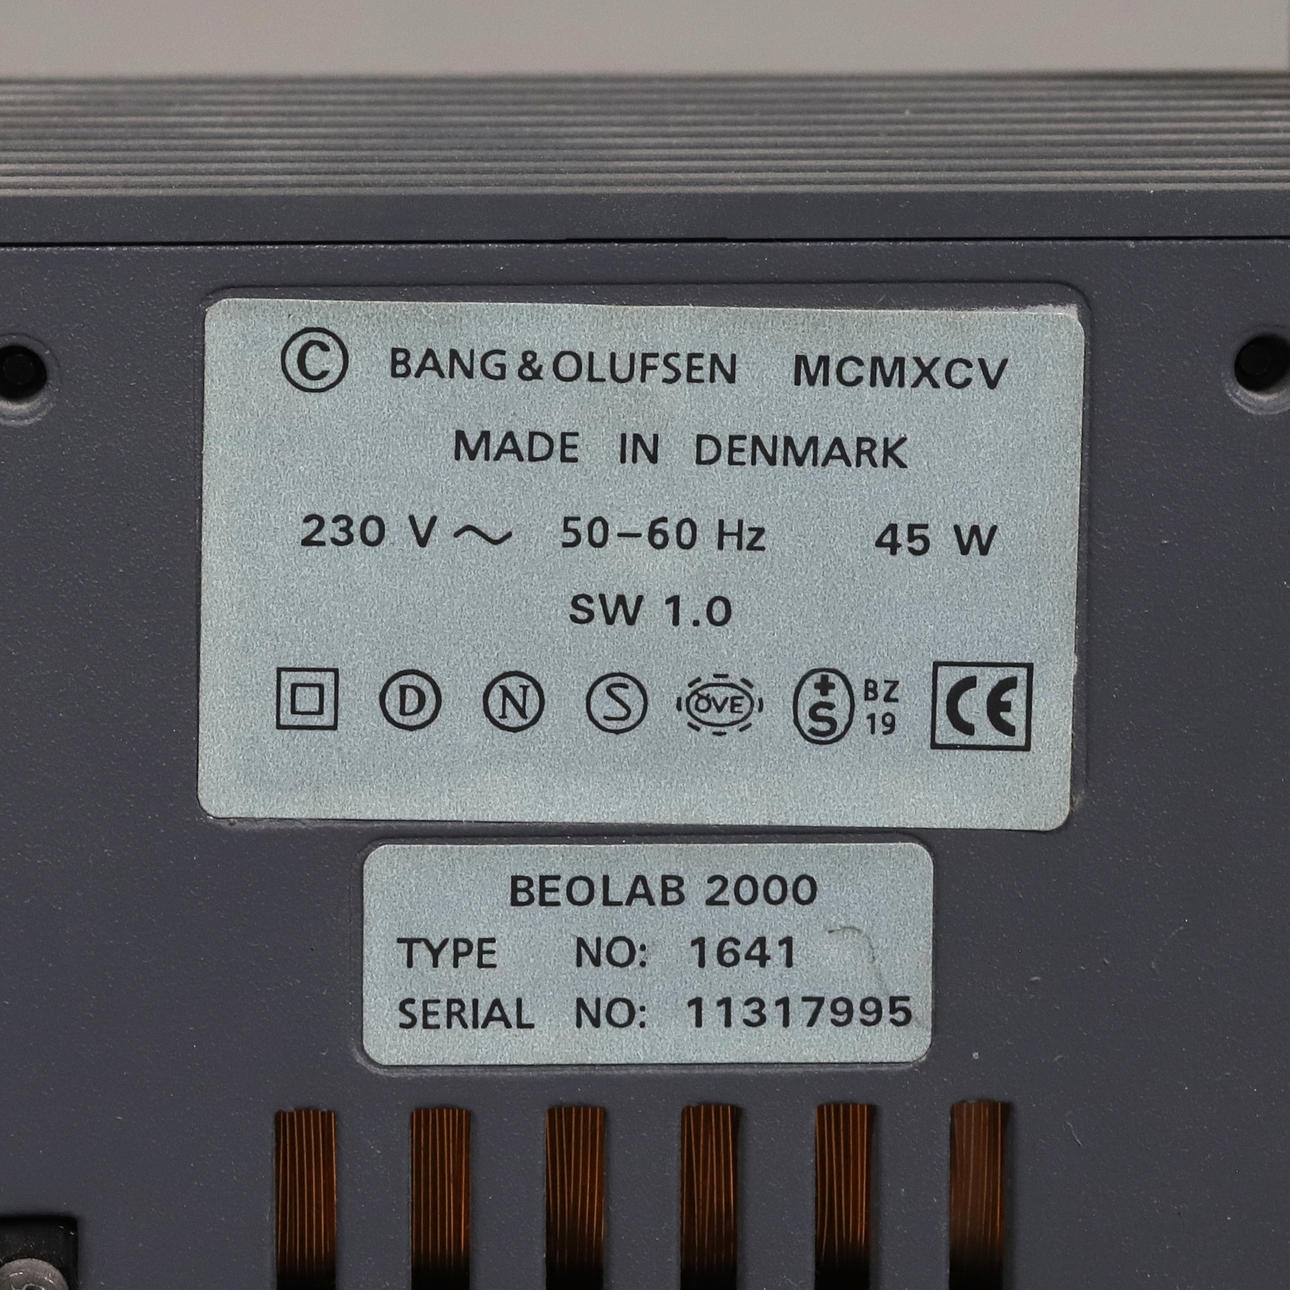 © BANG & OLUFSEN MCMXCV
MADE IN DENMARK
230 V ~ 50–60 Hz 45 W
SW 1.0
D N S ÖVE +S BZ 19 CE
BEOLAB 2000
TYPE NO: 1641
SERIAL NO: 11317995